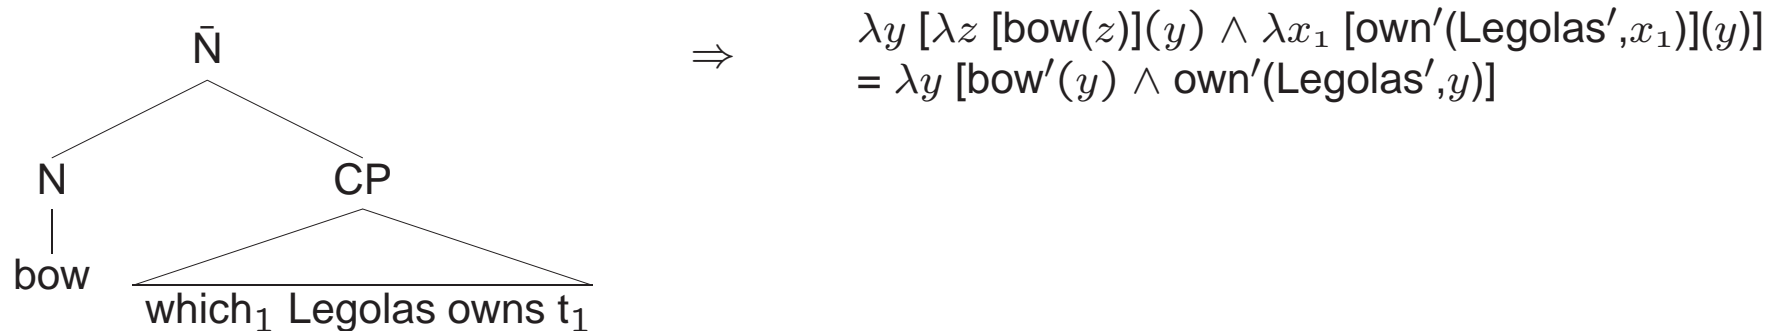 N̄ ⇒ λy [λz [bow(z)](y) ∧ λx₁ [own′(Legolas′,x₁)](y)]
= λy [bow′(y) ∧ own′(Legolas′,y)]
N CP
bow
which₁ Legolas owns t₁